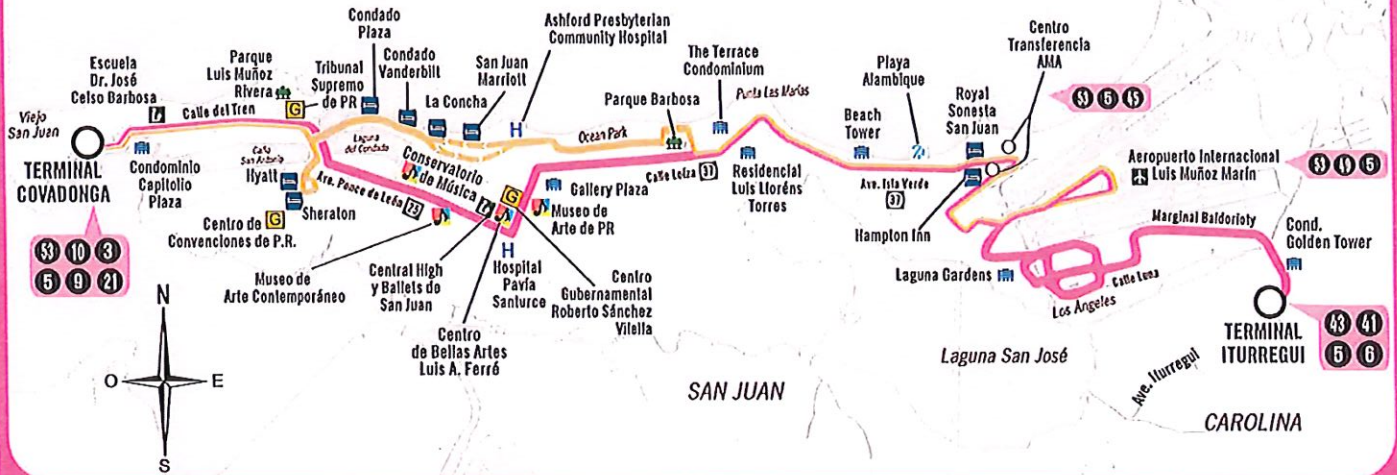 Condado
Plaza
Ashford Presbyterian
Community Hospital
Centro
Transferencia
AMA
Escuela
Dr. José
Celso Barbosa
Parque
Luis Muñoz
Rivera
Tribunal
Supremo
de PR
Condado
Vanderbilt
San Juan
Marriott
La Concha
The Terrace
Condominium
Parque Barbosa
Punta Las Marías
Playa
Alambique
Beach
Tower
Royal
Sonesta
San Juan
53 5 45
Viejo
San Juan
Calle del Tren
Ocean Park
TERMINAL
COVADONGA
Condominio
Capitolio
Plaza
Caño
San Antonio
Laguna
del Condado
Hyatt
Conservatorio
de Música
Ave. Ponce de León 25
Sheraton
Centro de
Convenciones de P.R.
G
G
G
H
H
Gallery Plaza
Calle Loíza 37
Museo de
Arte de PR
Residencial
Luis Lloréns
Torres
Ave. Isla Verde
37
Hampton Inn
Aeropuerto Internacional
Luis Muñoz Marín
Marginal Baldorioty
Cond.
Golden Tower
53 10 3
5 9 21
Museo de
Arte Contemporáneo
Central High
y Ballets de
San Juan
Hospital
Pavía
Santurce
Centro
Gubernamental
Roberto Sánchez
Vilella
Centro
de Bellas Artes
Luis A. Ferré
Laguna Gardens
Los Angeles
Calle Luna
TERMINAL
ITURREGUI
43 41
5 6
N
O
E
S
SAN JUAN
Laguna San José
Ave. Iturregui
CAROLINA